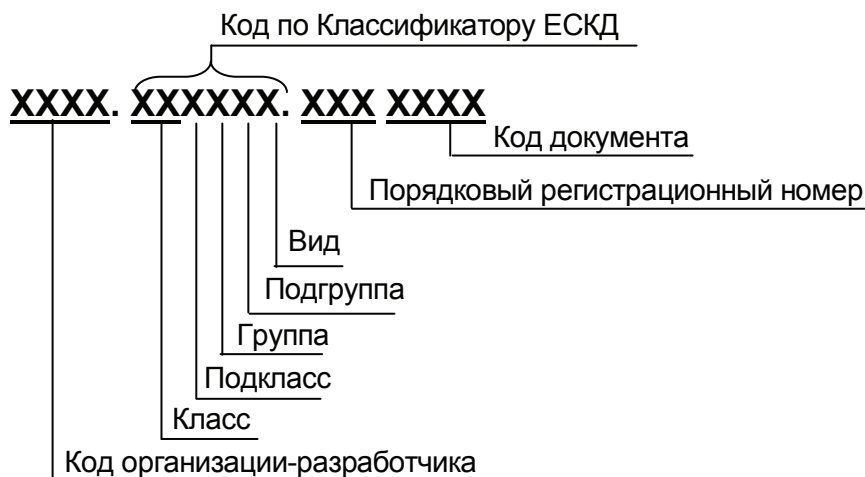 Код по Классификатору ЕСКД
XXXX. XXXXXX. XXX XXXX
Код документа
Порядковый регистрационный номер
Вид
Подгруппа
Группа
Подкласс
Класс
Код организации-разработчика